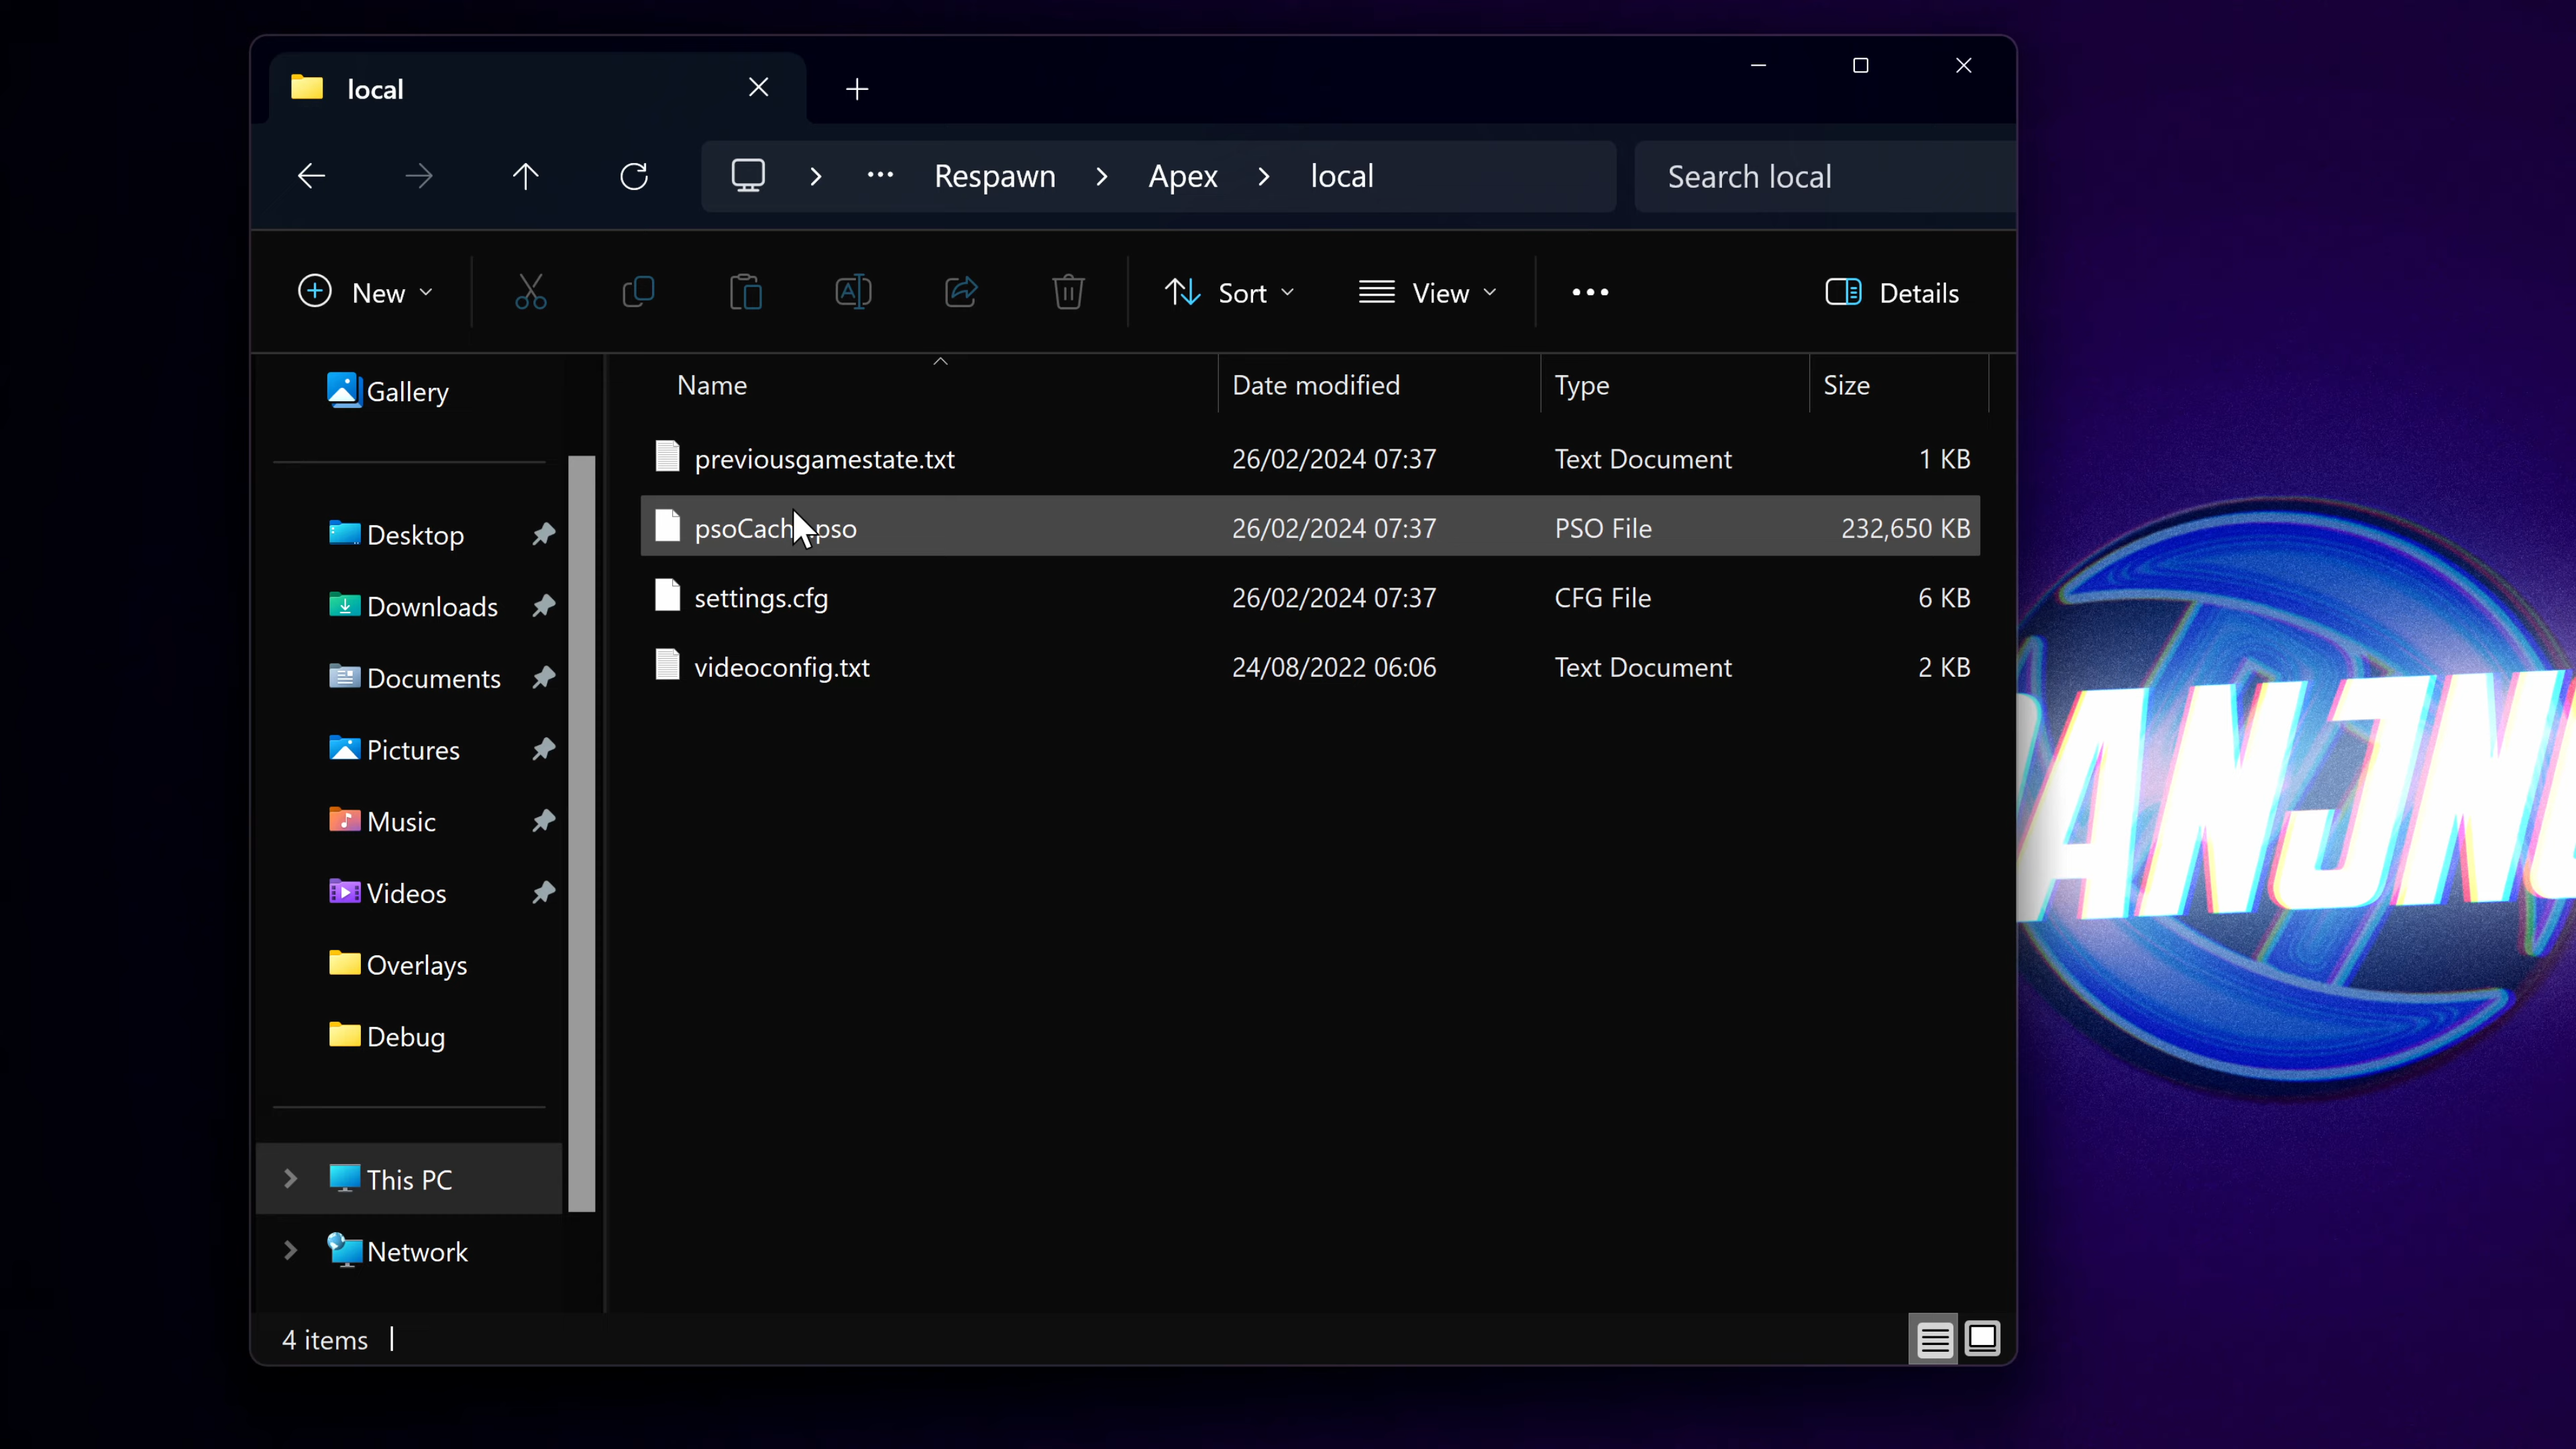 local
Respawn > Apex > local
Search local
New
Sort
View
Details
Name
Date modified
Type
Size
Gallery
Desktop
Downloads
Documents
Pictures
Music
Videos
Overlays
Debug
This PC
Network
previousgamestate.txt 26/02/2024 07:37 Text Document 1 KB
26/02/2024 07:37 PSO File 232,650 KB
settings.cfg 26/02/2024 07:37 CFG File 6 KB
videoconfig.txt 24/08/2022 06:06 Text Document 2 KB
4 items